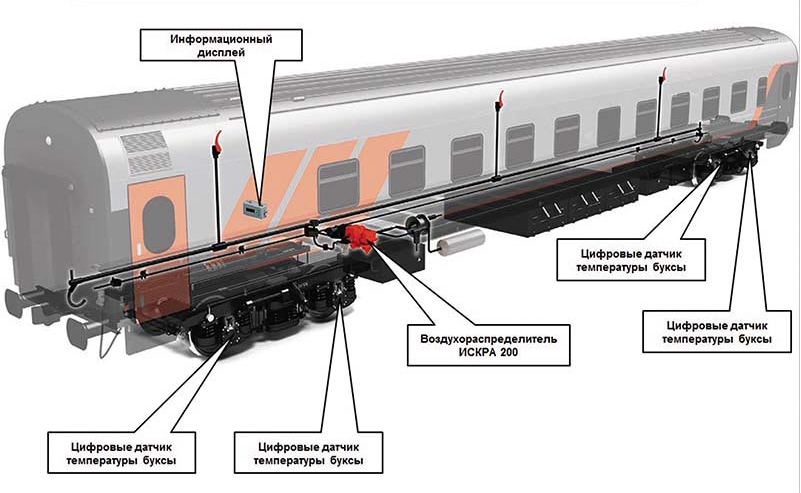 Информационный
дисплей
Цифровые датчик
температуры буксы
Цифровые датчик
температуры буксы
Воздухораспределитель
ИСКРА 200
Цифровые датчик
температуры буксы
Цифровые датчик
температуры буксы